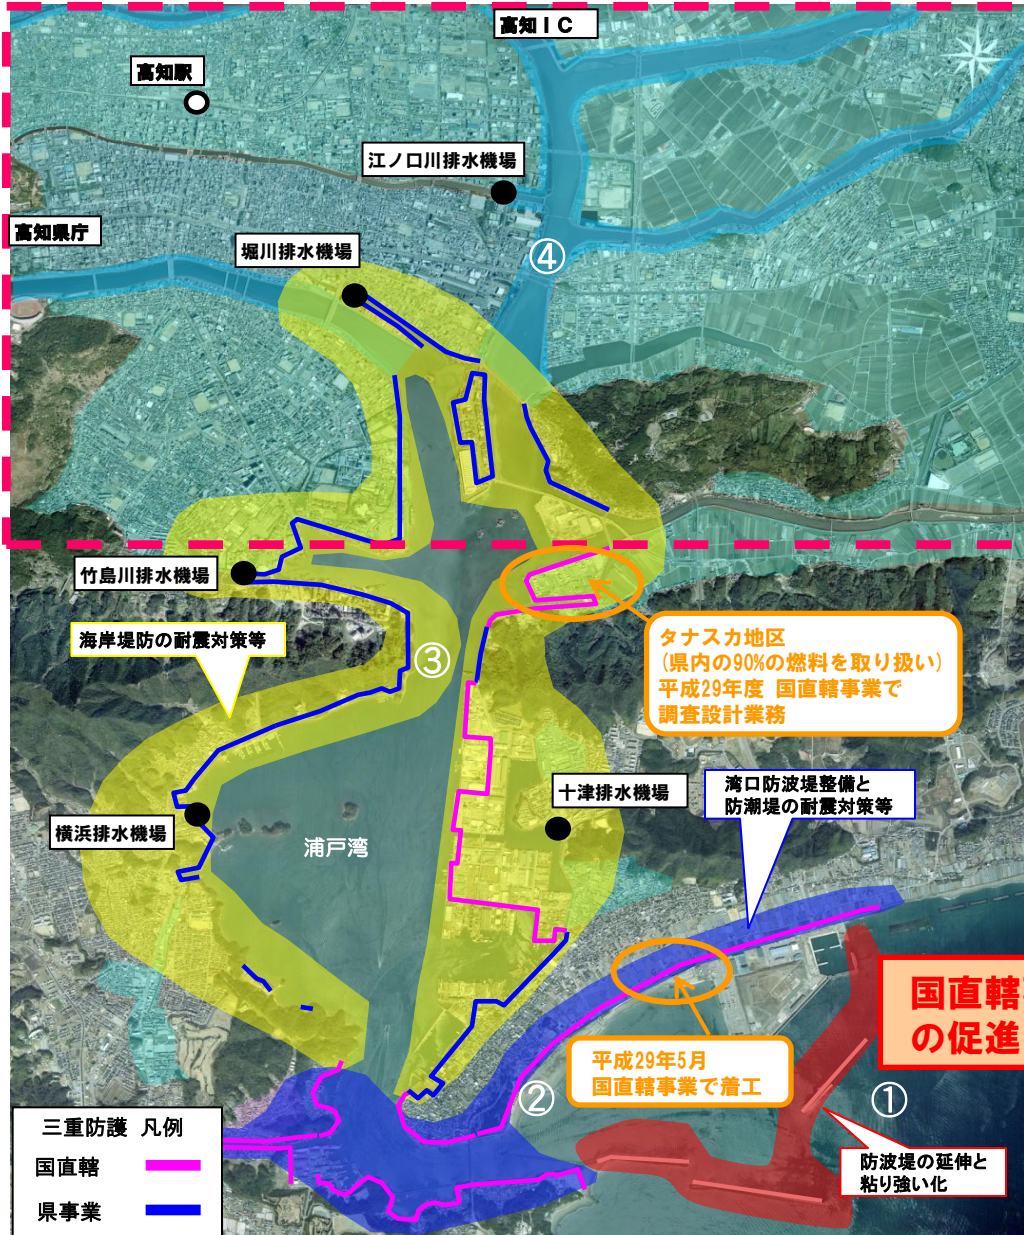 高知ＩＣ
高知駅
江ノ口川排水機場
高知県庁
堀川排水機場
④
竹島川排水機場
海岸堤防の耐震対策等
③
タナスカ地区
(県内の90%の燃料を取り扱い)
平成29年度 国直轄事業で
調査設計業務
十津排水機場
湾口防波堤整備と
防潮堤の耐震対策等
横浜排水機場
浦戸湾
国直轄
の促進
平成29年5月
国直轄事業で着工
②
①
防波堤の延伸と
粘り強い化
三重防護 凡例
国直轄
県事業